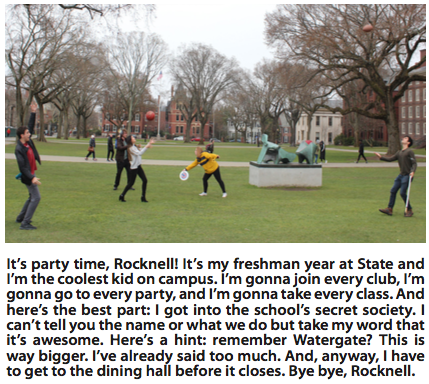 It's party time, Rocknell! It's my freshman year at State and
I'm the coolest kid on campus. I'm gonna join every club, I'm
gonna go to every party, and I'm gonna take every class. And
here's the best part: I got into the school's secret society. I
can't tell you the name or what we do but take my word that
it's awesome. Here's a hint: remember Watergate? This is
way bigger. I've already said too much. And, anyway, I have
to get to the dining hall before it closes. Bye bye, Rocknell.